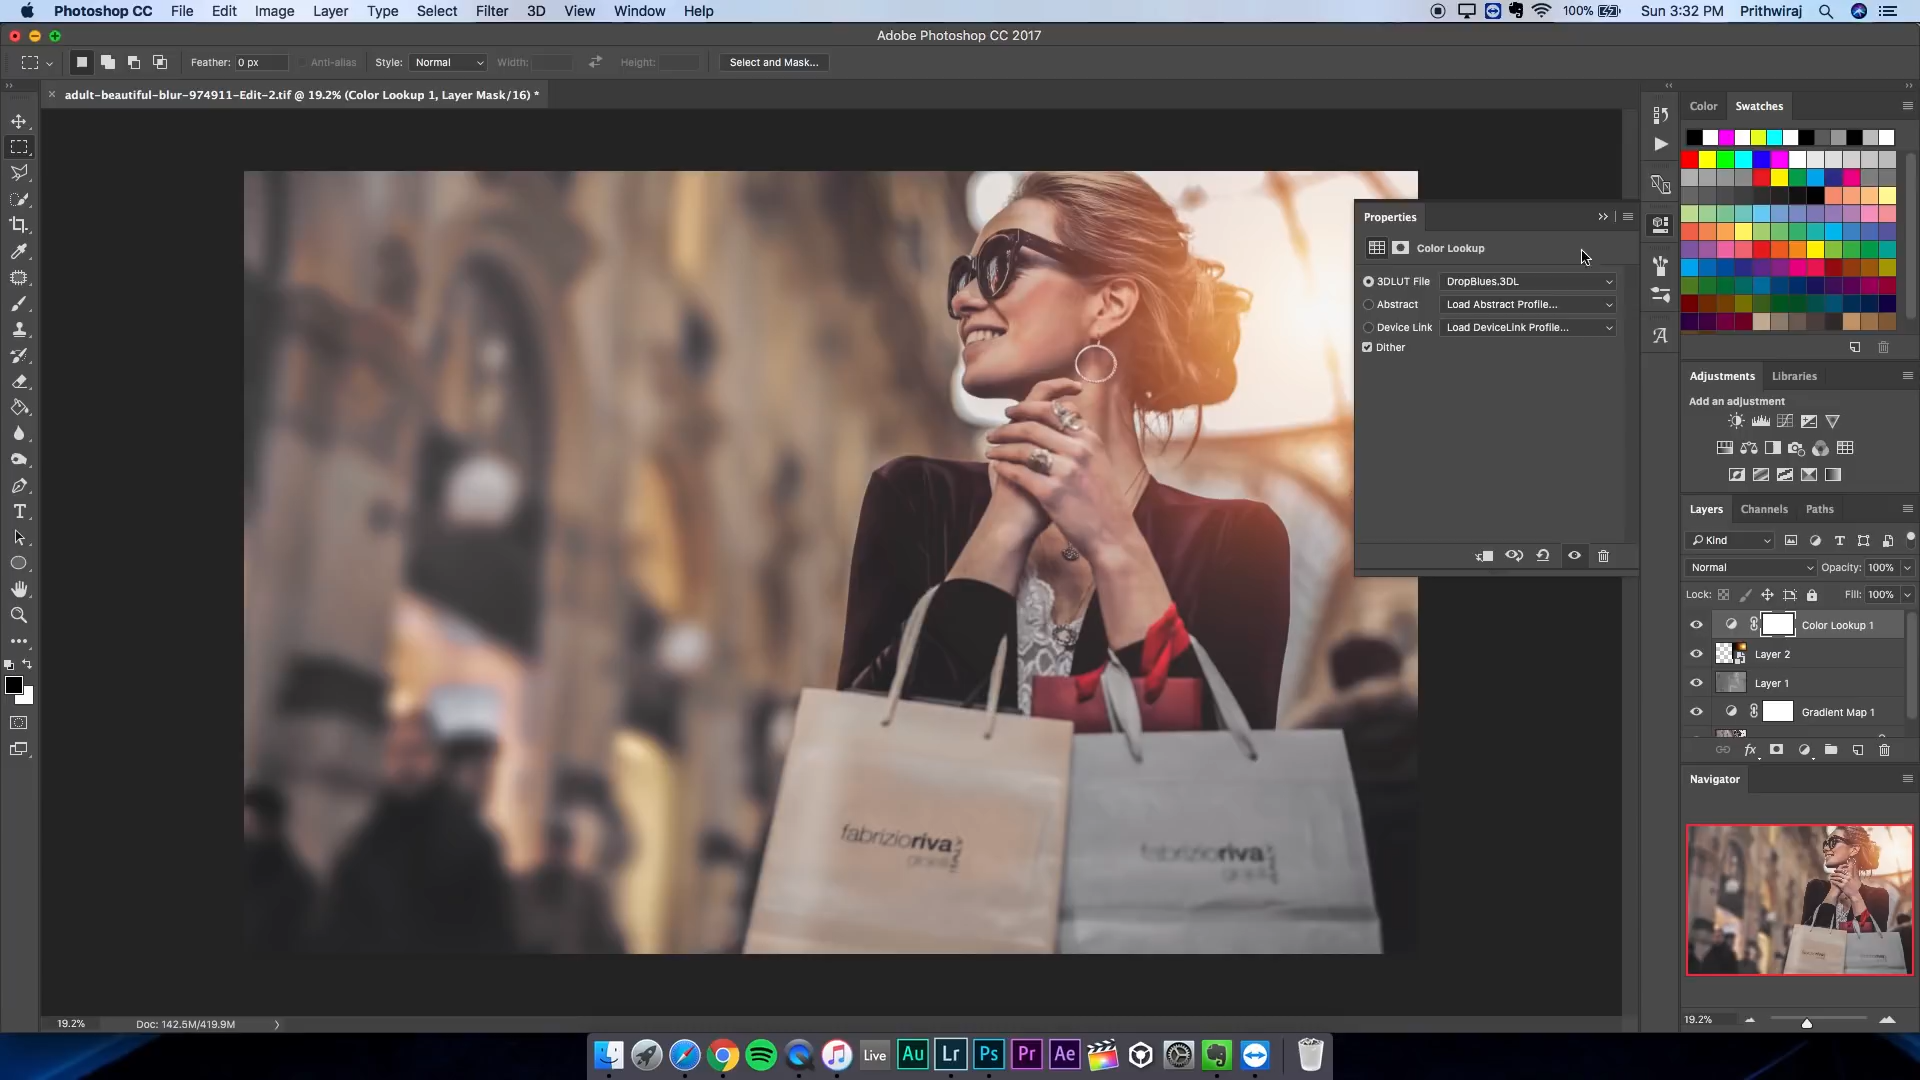 Photoshop CC File Edit Image Layer Type Select Filter 3D View Window Help 100% Sun 3:32 PM Prithwiraj
Adobe Photoshop CC 2017
Feather: 0 px Anti-alias Style: Normal Width: Height: Select and Mask...
adult-beautiful-blur-974911-Edit-2.tif @ 19.2% (Color Lookup 1, Layer Mask/16) *
Color Swatches
Properties
Color Lookup
3DLUT File DropBlues.3DL
Abstract Load Abstract Profile...
Device Link Load DeviceLink Profile...
Dither
Adjustments Libraries
Add an adjustment
Layers Channels Paths
Kind
Normal Opacity: 100%
Lock: Fill: 100%
Color Lookup 1
Layer 2
Layer 1
Gradient Map 1
Navigator
fabrizioriva
gioielli
fabrizioriva
19.2%
19.2% Doc: 142.5M/419.9M
Live Au Lr Ps Pr Ae